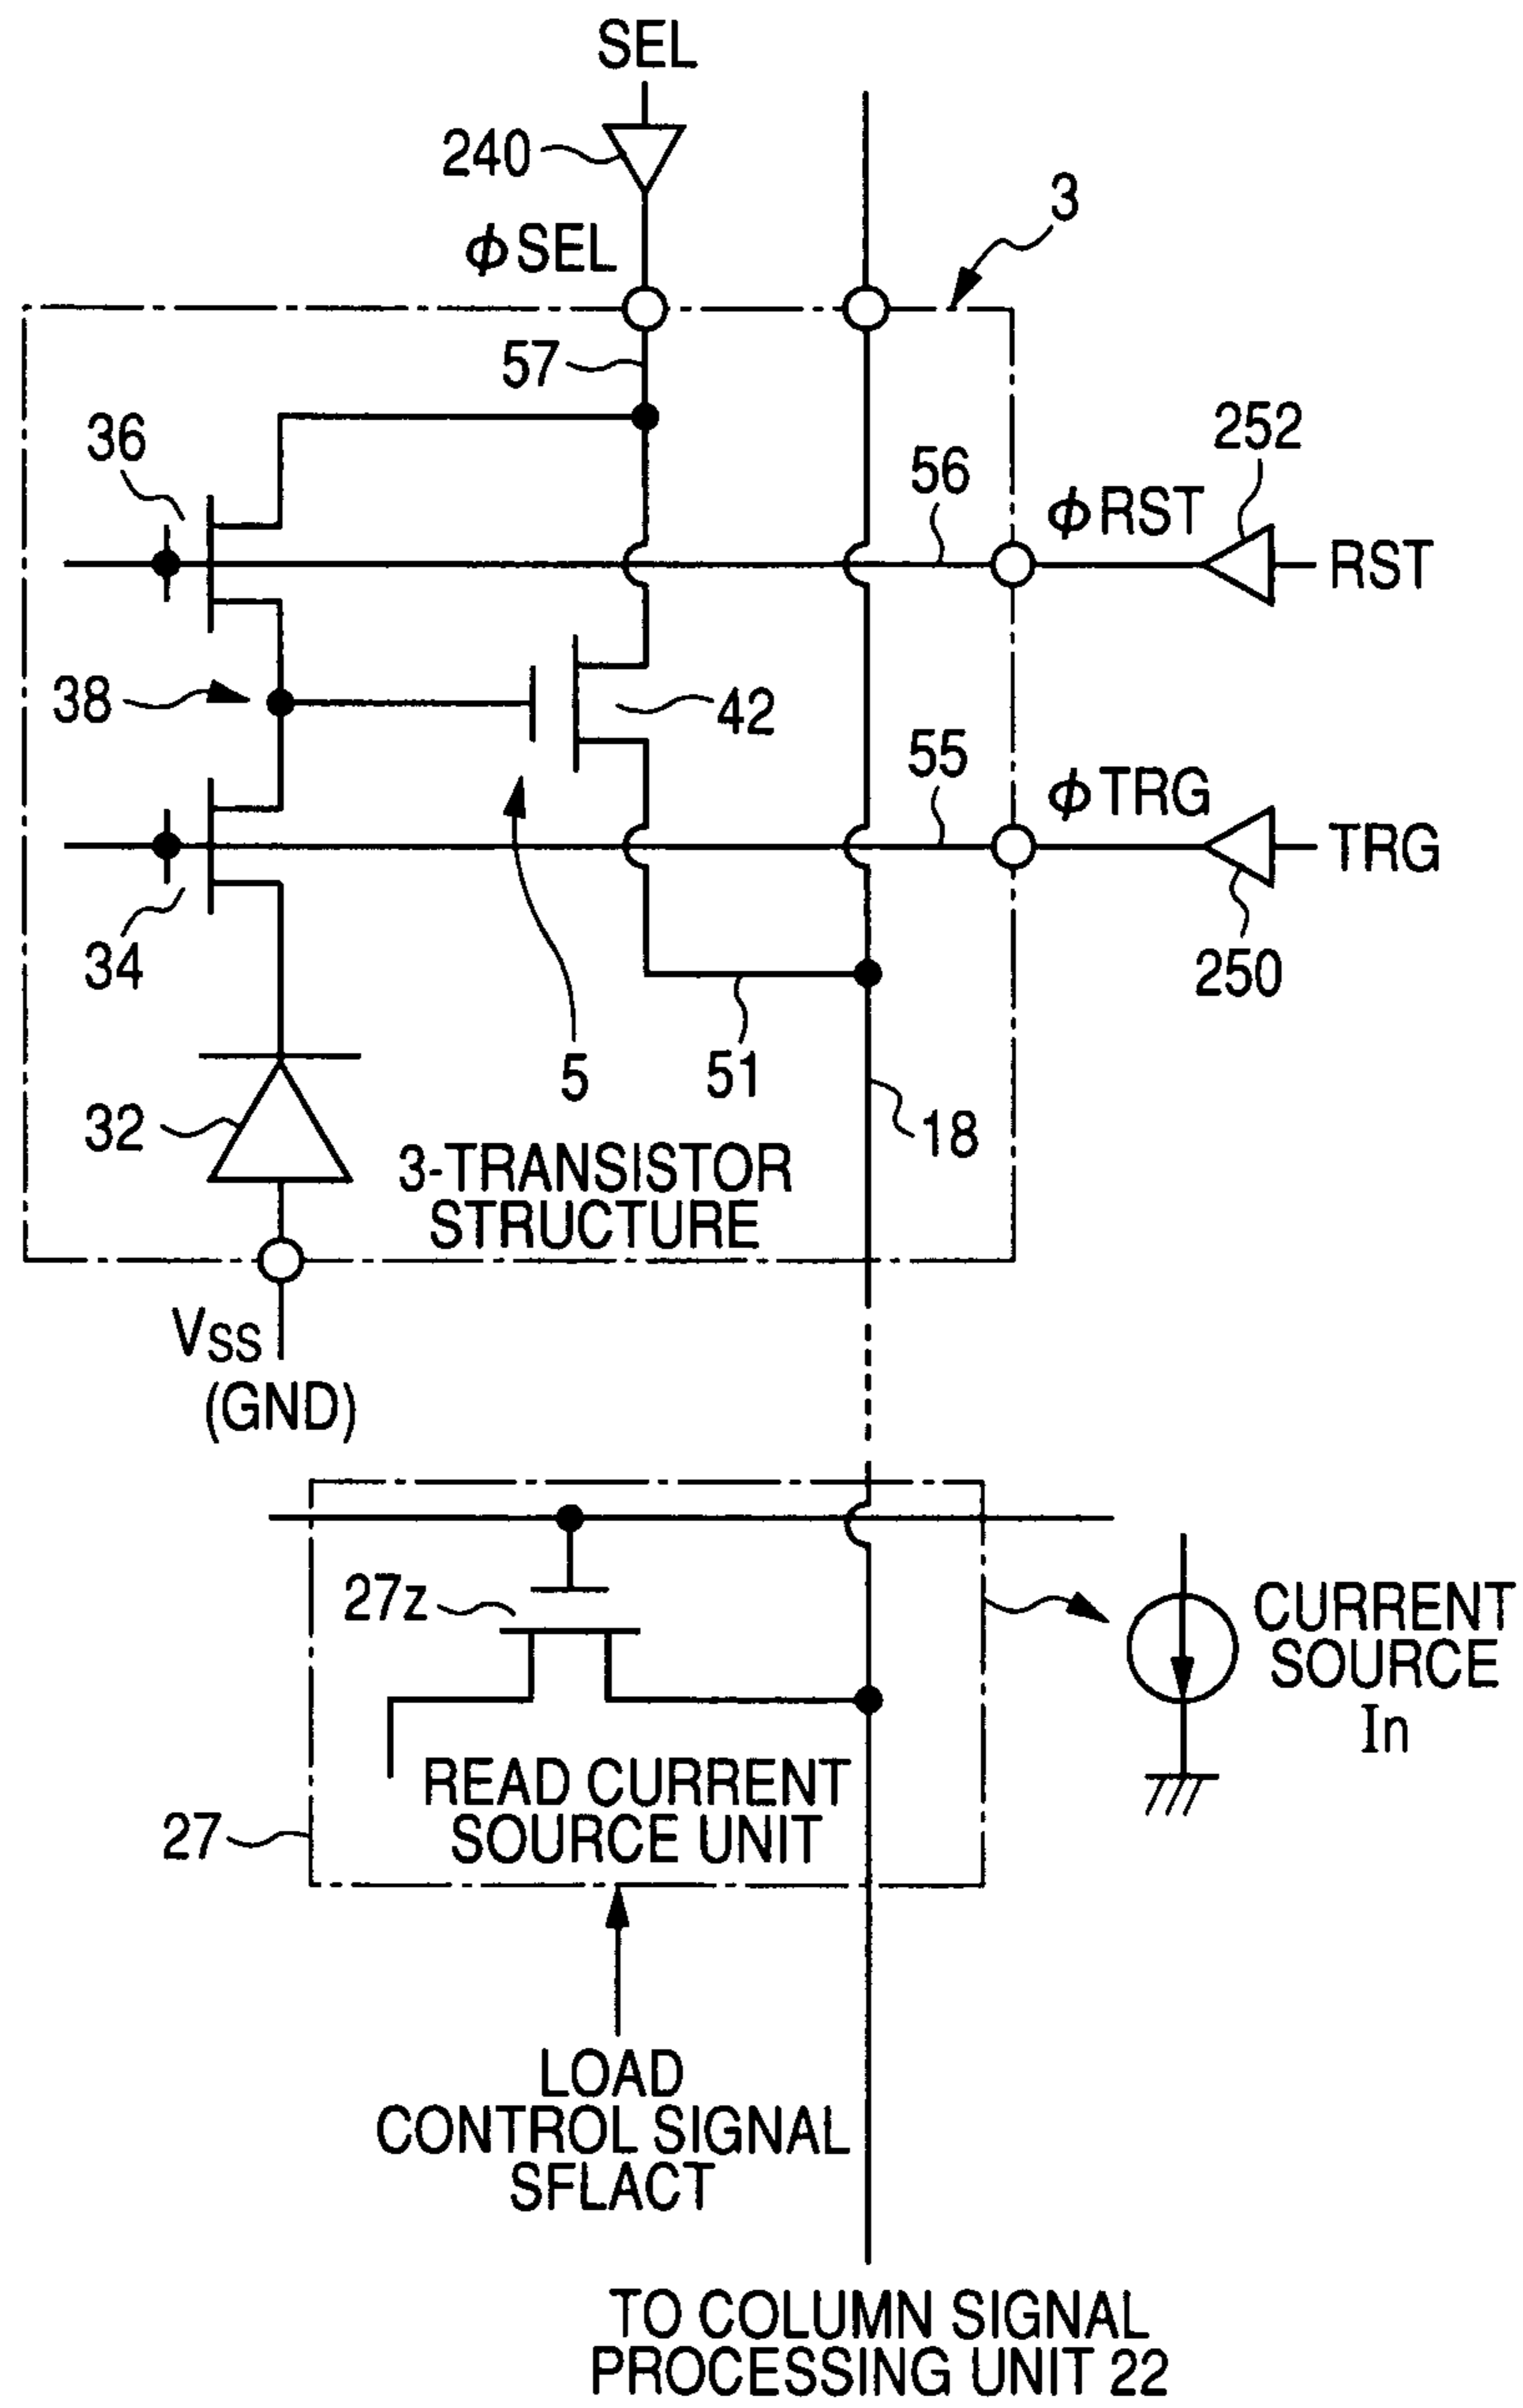 SEL
240
ϕSEL
3
57
36
56
ϕRST
252
RST
38
42
55
ϕTRG
TRG
34
250
5
51
32
18
3-TRANSISTOR
STRUCTURE
VSS
(GND)
27z
CURRENT
SOURCE
In
READ CURRENT
SOURCE UNIT
27
LOAD
CONTROL SIGNAL
SFLACT
TO COLUMN SIGNAL
PROCESSING UNIT 22